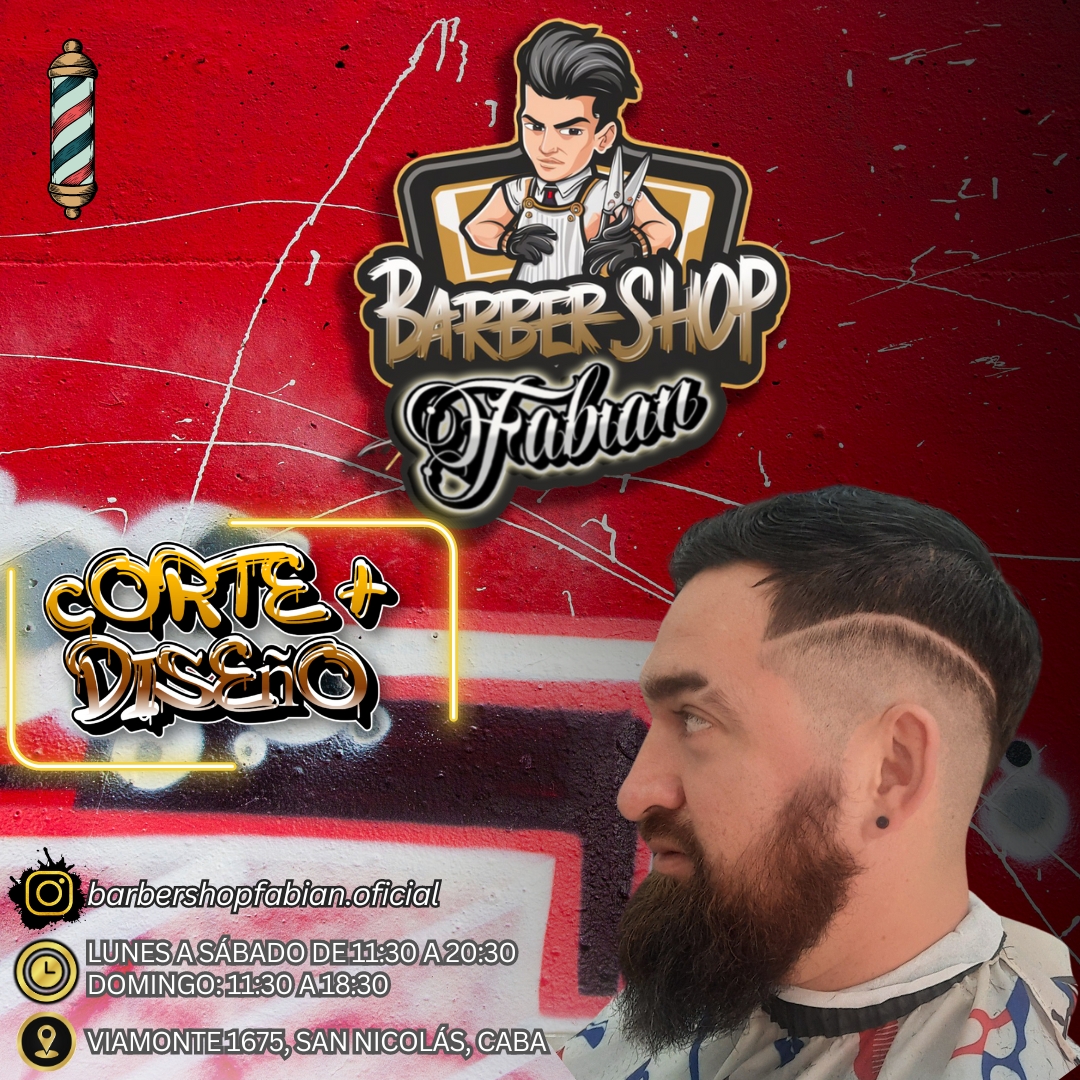 BARBER SHOP
Fabian
CORTE +
DISEñO
barbershopfabian.oficial
LUNES A SÁBADO DE 11:30 A 20:30
DOMINGO: 11:30 A 18:30
VIAMONTE 1675, SAN NICOLÁS, CABA